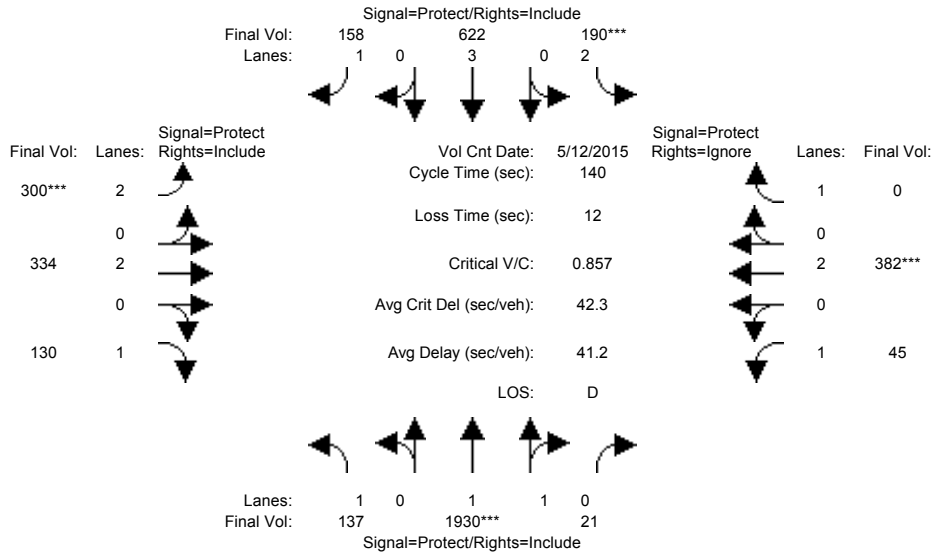 Signal=Protect/Rights=Include
Final Vol: 158 622 190***
Lanes: 1 0 3 0 2
Signal=Protect Signal=Protect
Final Vol: Lanes: Rights=Include Vol Cnt Date: 5/12/2015 Rights=Ignore Lanes: Final Vol:
Cycle Time (sec): 140
300*** 2 1 0
Loss Time (sec): 12
0 0
334 2 Critical V/C: 0.857 2 382***
0 Avg Crit Del (sec/veh): 42.3 0
130 1 Avg Delay (sec/veh): 41.2 1 45
LOS: D
Lanes: 1 0 1 1 0
Final Vol: 137 1930*** 21
Signal=Protect/Rights=Include